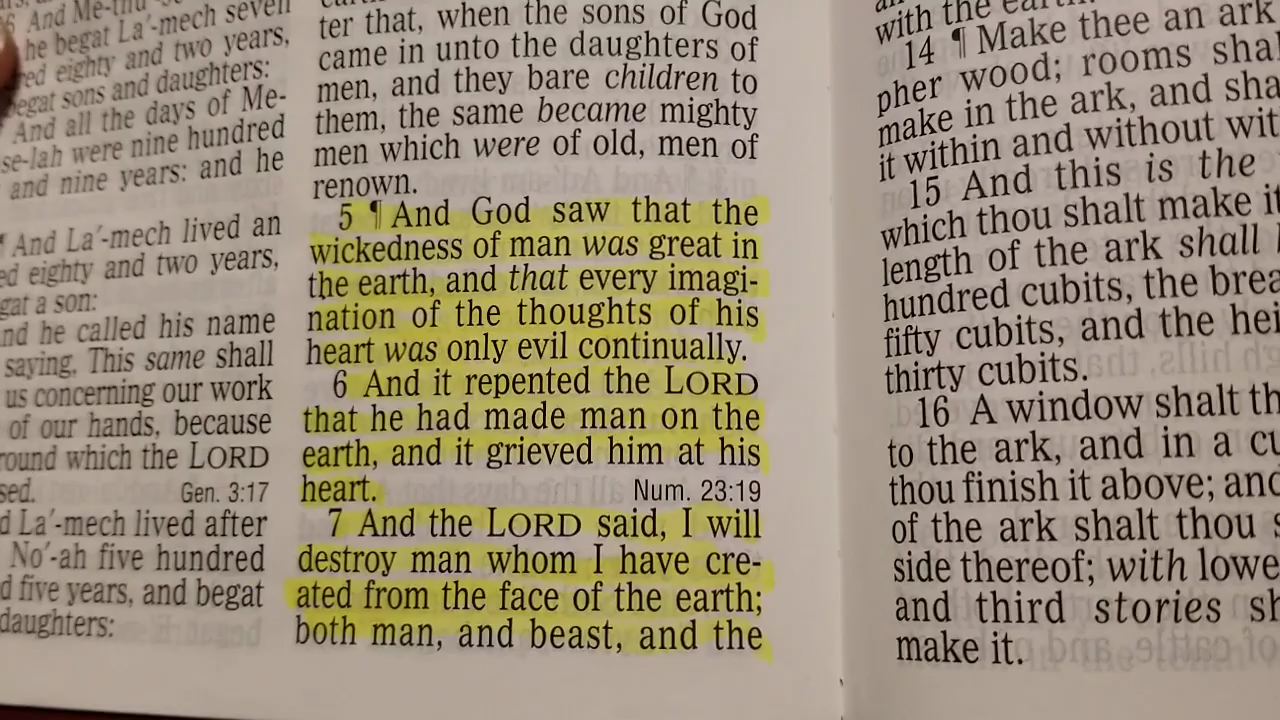 And Me-thu
he begat La′-mech seven
eighty and two years,
sons and daughters:
And all the days of Me-
se-lah were nine hundred
and nine years: and he
And La′-mech lived an
eighty and two years,
a son:
he called his name
saying, This same shall
us concerning our work
of our hands, because
which the LORD
Gen. 3:17
La′-mech lived after
No′-ah five hundred
five years, and begat
daughters:
ter that, when the sons of God
came in unto the daughters of
men, and they bare children to
them, the same became mighty
men which were of old, men of
renown.
5 ¶ And God saw that the
wickedness of man was great in
the earth, and that every imagi-
nation of the thoughts of his
heart was only evil continually.
6 And it repented the LORD
that he had made man on the
earth, and it grieved him at his
heart. Num. 23:19
7 And the LORD said, I will
destroy man whom I have cre-
ated from the face of the earth;
both man, and beast, and the
with the
14 ¶ Make thee an ark
pher wood; rooms
make in the ark, and
it within and without
15 And this is the
which thou shalt make
length of the ark shall
hundred cubits, the
fifty cubits, and the
thirty cubits.
16 A window shalt
to the ark, and in a
thou finish it above;
of the ark shalt thou
side thereof; with
and third stories
make it.